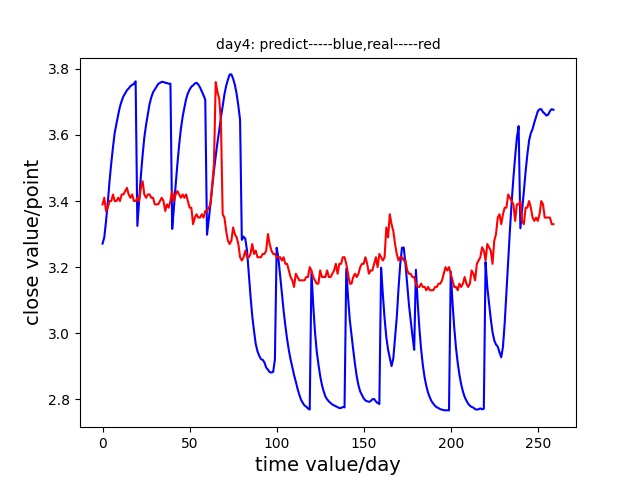 day4: predict-----blue,real-----red
3.8
3.6
3.4
3.2
3.0
2.8
close value/point
0 50 100 150 200 250
time value/day